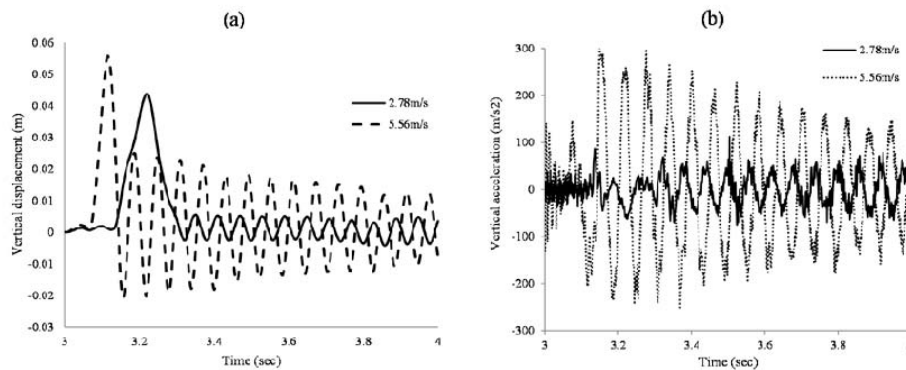 (a)
0.06
0.05
0.04
0.03
0.02
0.01
0
-0.01
-0.02
-0.03
Vertical displacement (m)
2.78m/s
5.56m/s
3
3.2
3.4
3.6
3.8
4
Time (sec)
(b)
300
200
100
0
-100
-200
-300
Vertical acceleration (m/s2)
2.78m/s
5.56m/s
3
3.2
3.4
3.6
3.8
Time (sec)